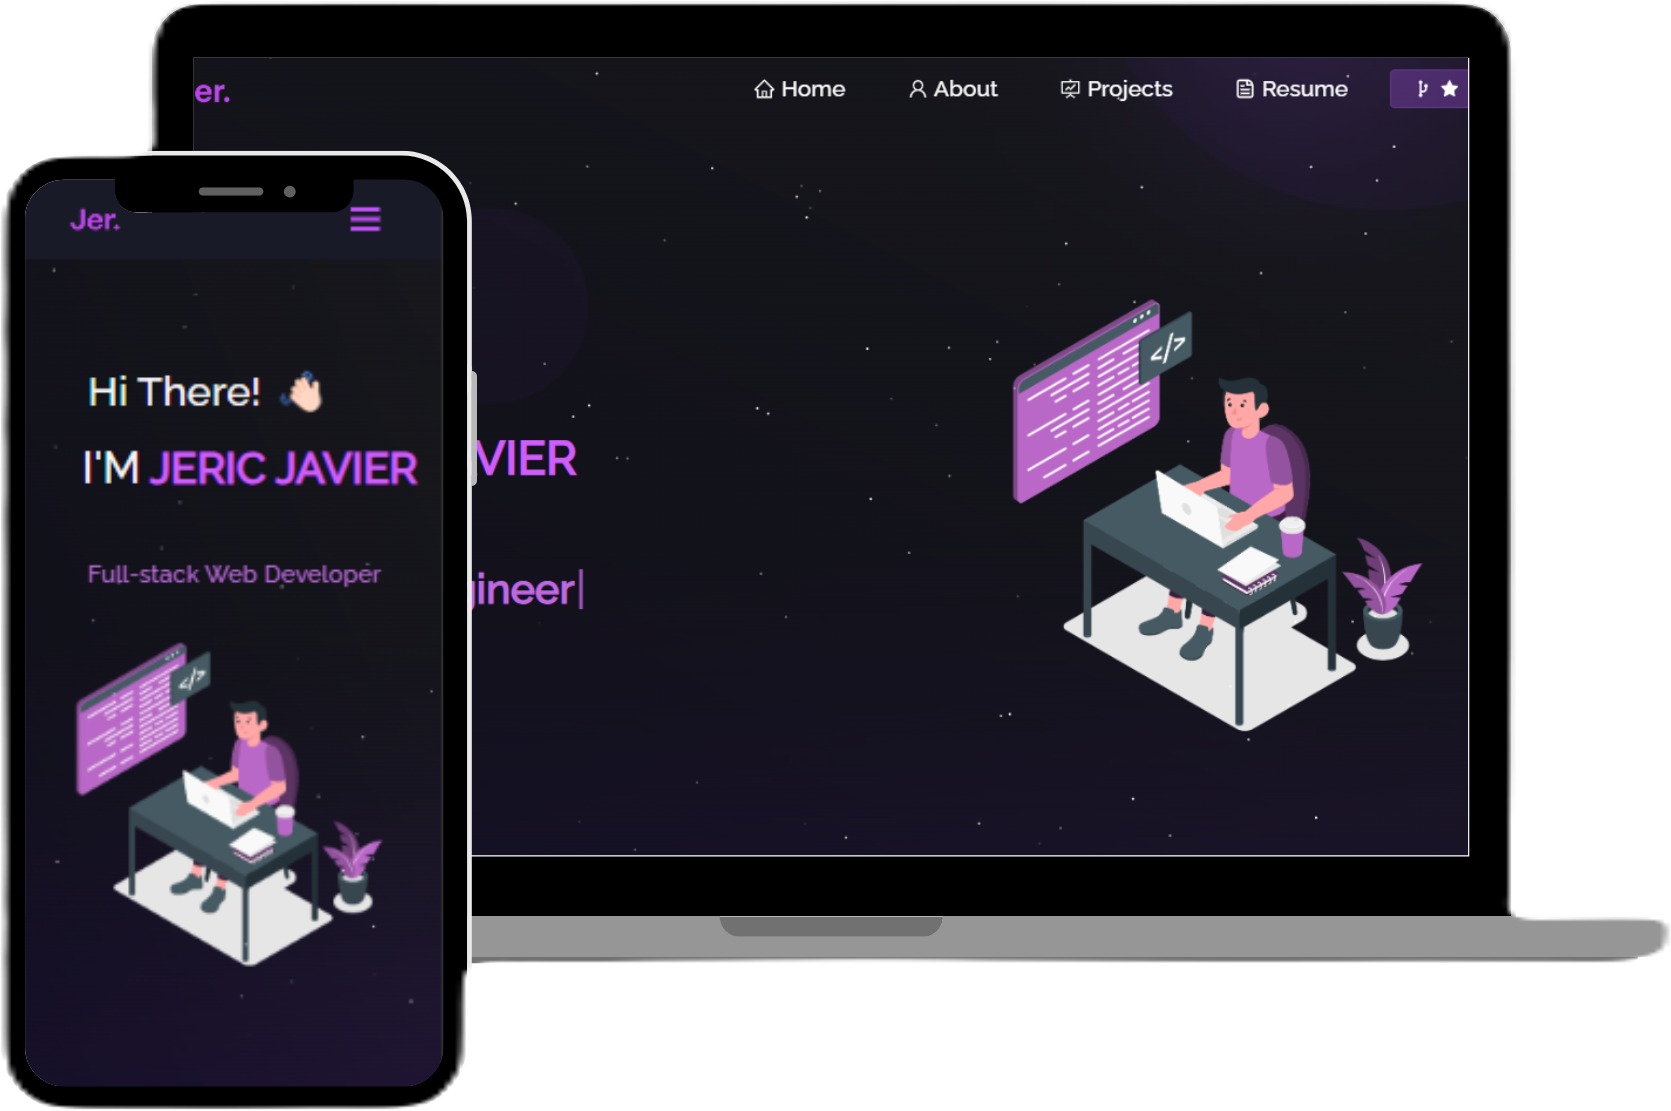 er.
Home
About
Projects
Resume
Jer.
Hi There! 👋🏻
I'M JERIC JAVIER
Full-stack Web Developer
</>
VIER
gineer|
</>